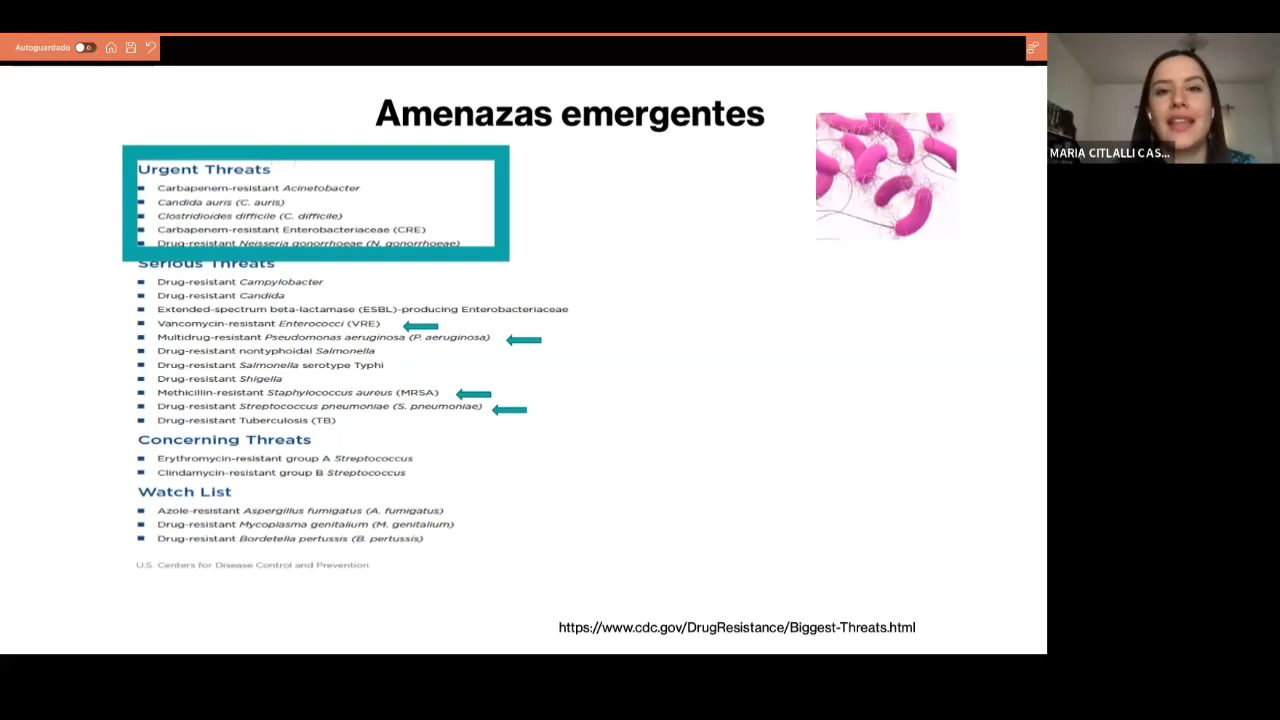 Autoguardado
Amenazas emergentes
MARIA CITLALLI CAS...
Urgent Threats
Carbapenem-resistant Acinetobacter
Candida auris (C. auris)
Clostridioides difficile (C. difficile)
Carbapenem-resistant Enterobacteriaceae (CRE)
Drug-resistant Neisseria gonorrhoeae (N. gonorrhoeae)
Serious Threats
Drug-resistant Campylobacter
Drug-resistant Candida
Extended-spectrum beta-lactamase (ESBL)-producing Enterobacteriaceae
Vancomycin-resistant Enterococci (VRE)
Multidrug-resistant Pseudomonas aeruginosa (P. aeruginosa)
Drug-resistant nontyphoidal Salmonella
Drug-resistant Salmonella serotype Typhi
Drug-resistant Shigella
Methicillin-resistant Staphylococcus aureus (MRSA)
Drug-resistant Streptococcus pneumoniae (S. pneumoniae)
Drug-resistant Tuberculosis (TB)
Concerning Threats
Erythromycin-resistant group A Streptococcus
Clindamycin-resistant group B Streptococcus
Watch List
Azole-resistant Aspergillus fumigatus (A. fumigatus)
Drug-resistant Mycoplasma genitalium (M. genitalium)
Drug-resistant Bordetella pertussis (B. pertussis)
U.S. Centers for Disease Control and Prevention
https://www.cdc.gov/DrugResistance/Biggest-Threats.html